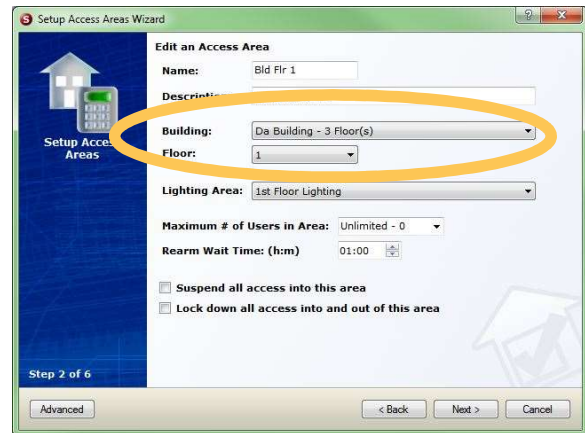 Setup Access Areas Wizard
Edit an Access Area
Name: Bld Flr 1
Building: Da Building - 3 Floor(s)
Floor: 1
Setup Access Areas
Lighting Area: 1st Floor Lighting
Maximum # of Users in Area: Unlimited - 0
Rearm Wait Time: (h:m) 01:00
Suspend all access into this area
Lock down all access into and out of this area
Step 2 of 6
Advanced < Back Next > Cancel